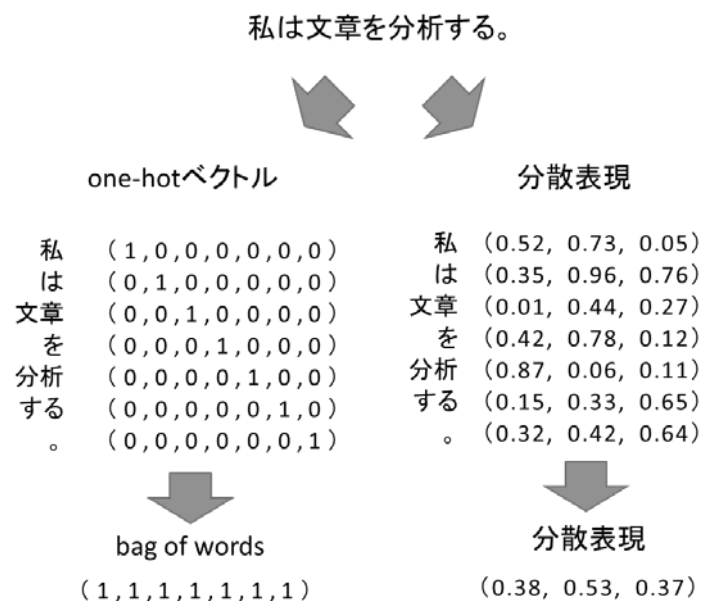 私は文章を分析する。
one-hotベクトル
私 (1,0,0,0,0,0,0)
は (0,1,0,0,0,0,0)
文章 (0,0,1,0,0,0,0)
を (0,0,0,1,0,0,0)
分析 (0,0,0,0,1,0,0)
する (0,0,0,0,0,1,0)
。 (0,0,0,0,0,0,1)
bag of words
(1,1,1,1,1,1,1)
分散表現
私 (0.52, 0.73, 0.05)
は (0.35, 0.96, 0.76)
文章 (0.01, 0.44, 0.27)
を (0.42, 0.78, 0.12)
分析 (0.87, 0.06, 0.11)
する (0.15, 0.33, 0.65)
。 (0.32, 0.42, 0.64)
分散表現
(0.38, 0.53, 0.37)